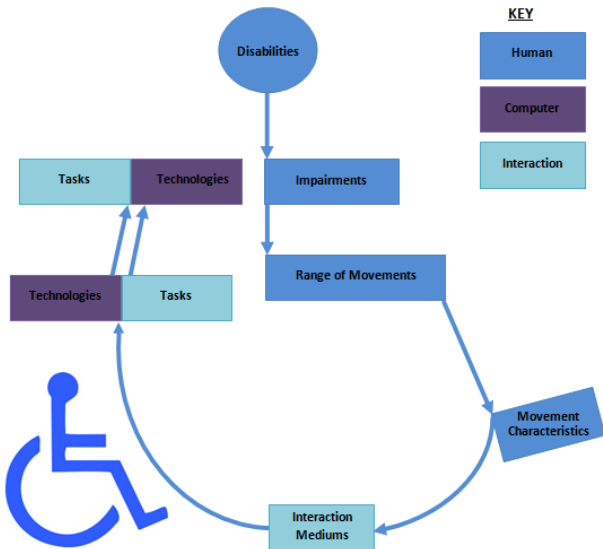 KEY
Human
Computer
Interaction
Disabilities
Impairments
Range of Movements
Movement
Characteristics
Interaction
Mediums
Technologies
Tasks
Tasks
Technologies